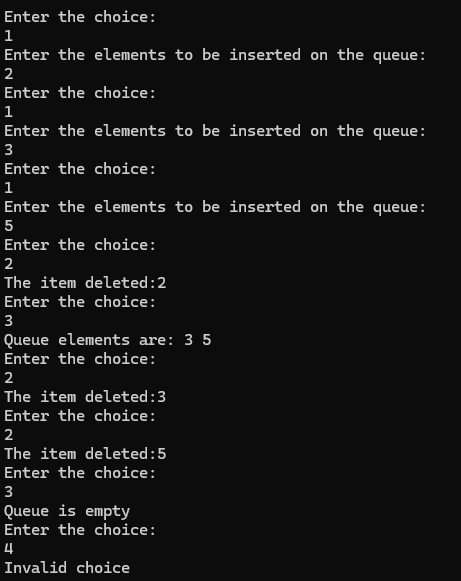 Enter the choice:
1
Enter the elements to be inserted on the queue:
2
Enter the choice:
1
Enter the elements to be inserted on the queue:
3
Enter the choice:
1
Enter the elements to be inserted on the queue:
5
Enter the choice:
2
The item deleted:2
Enter the choice:
3
Queue elements are: 3 5
Enter the choice:
2
The item deleted:3
Enter the choice:
2
The item deleted:5
Enter the choice:
3
Queue is empty
Enter the choice:
4
Invalid choice